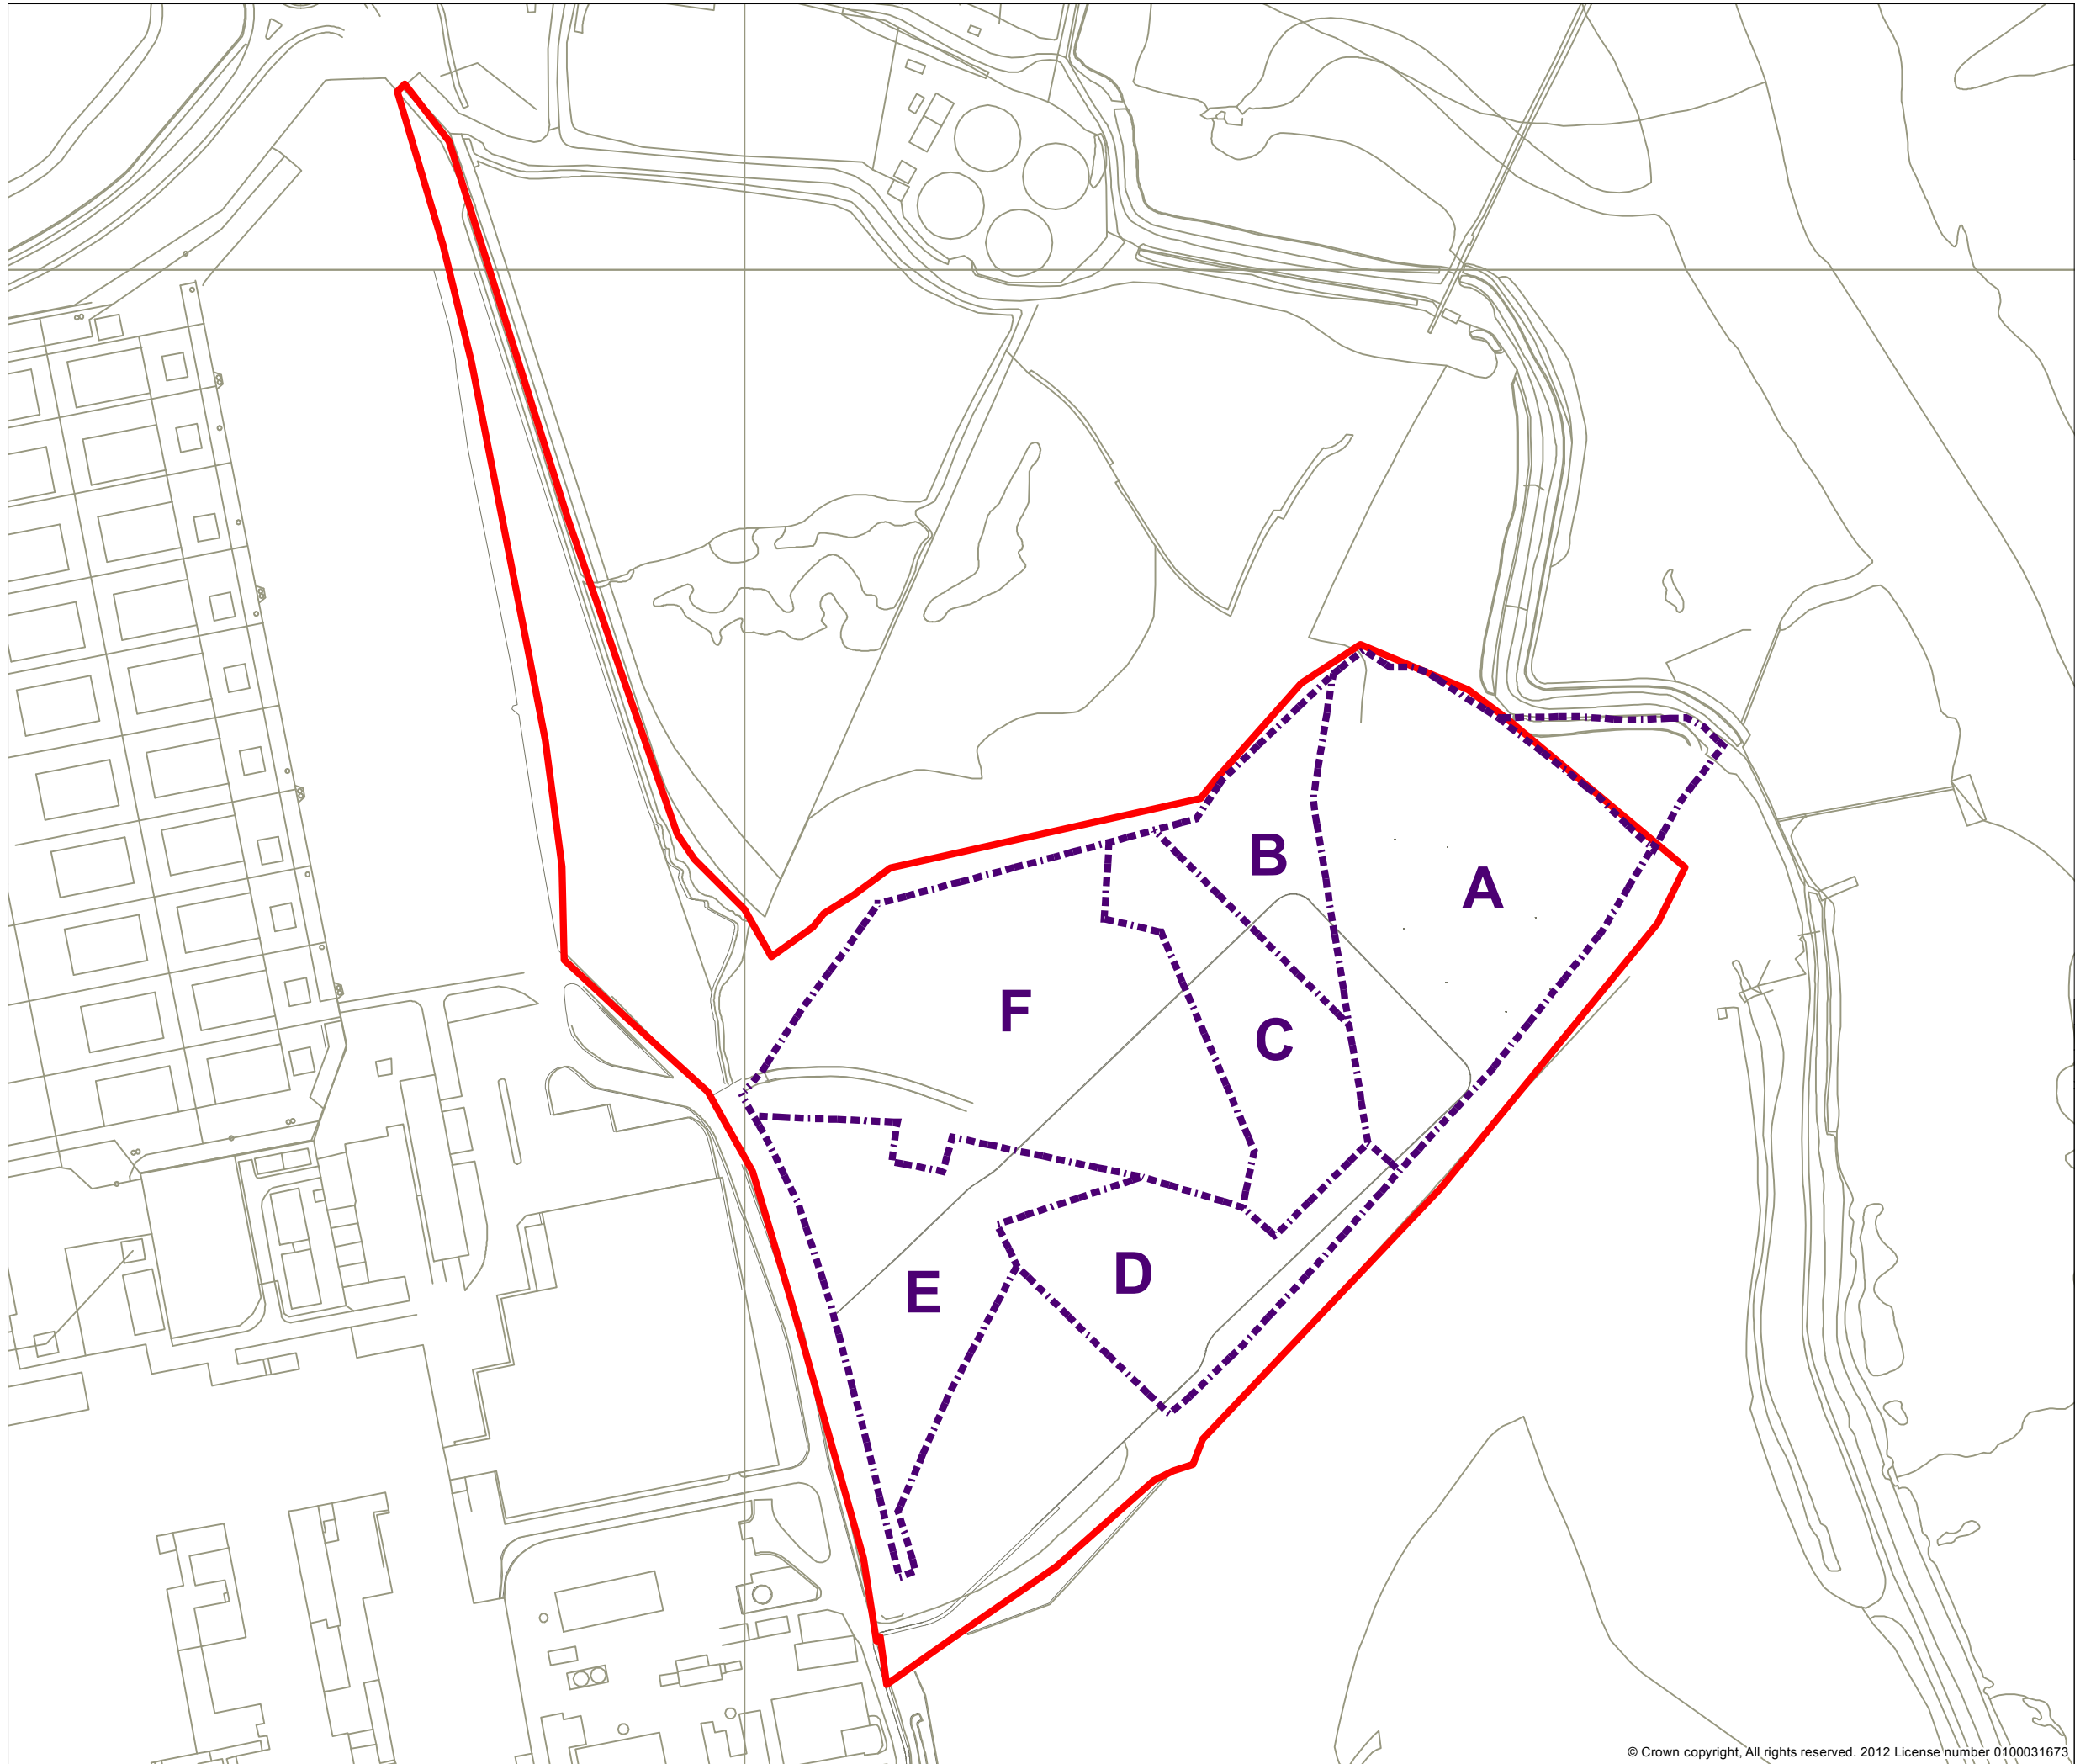 B
A
F
C
D
E
© Crown copyright, All rights reserved. 2012 License number 0100031673